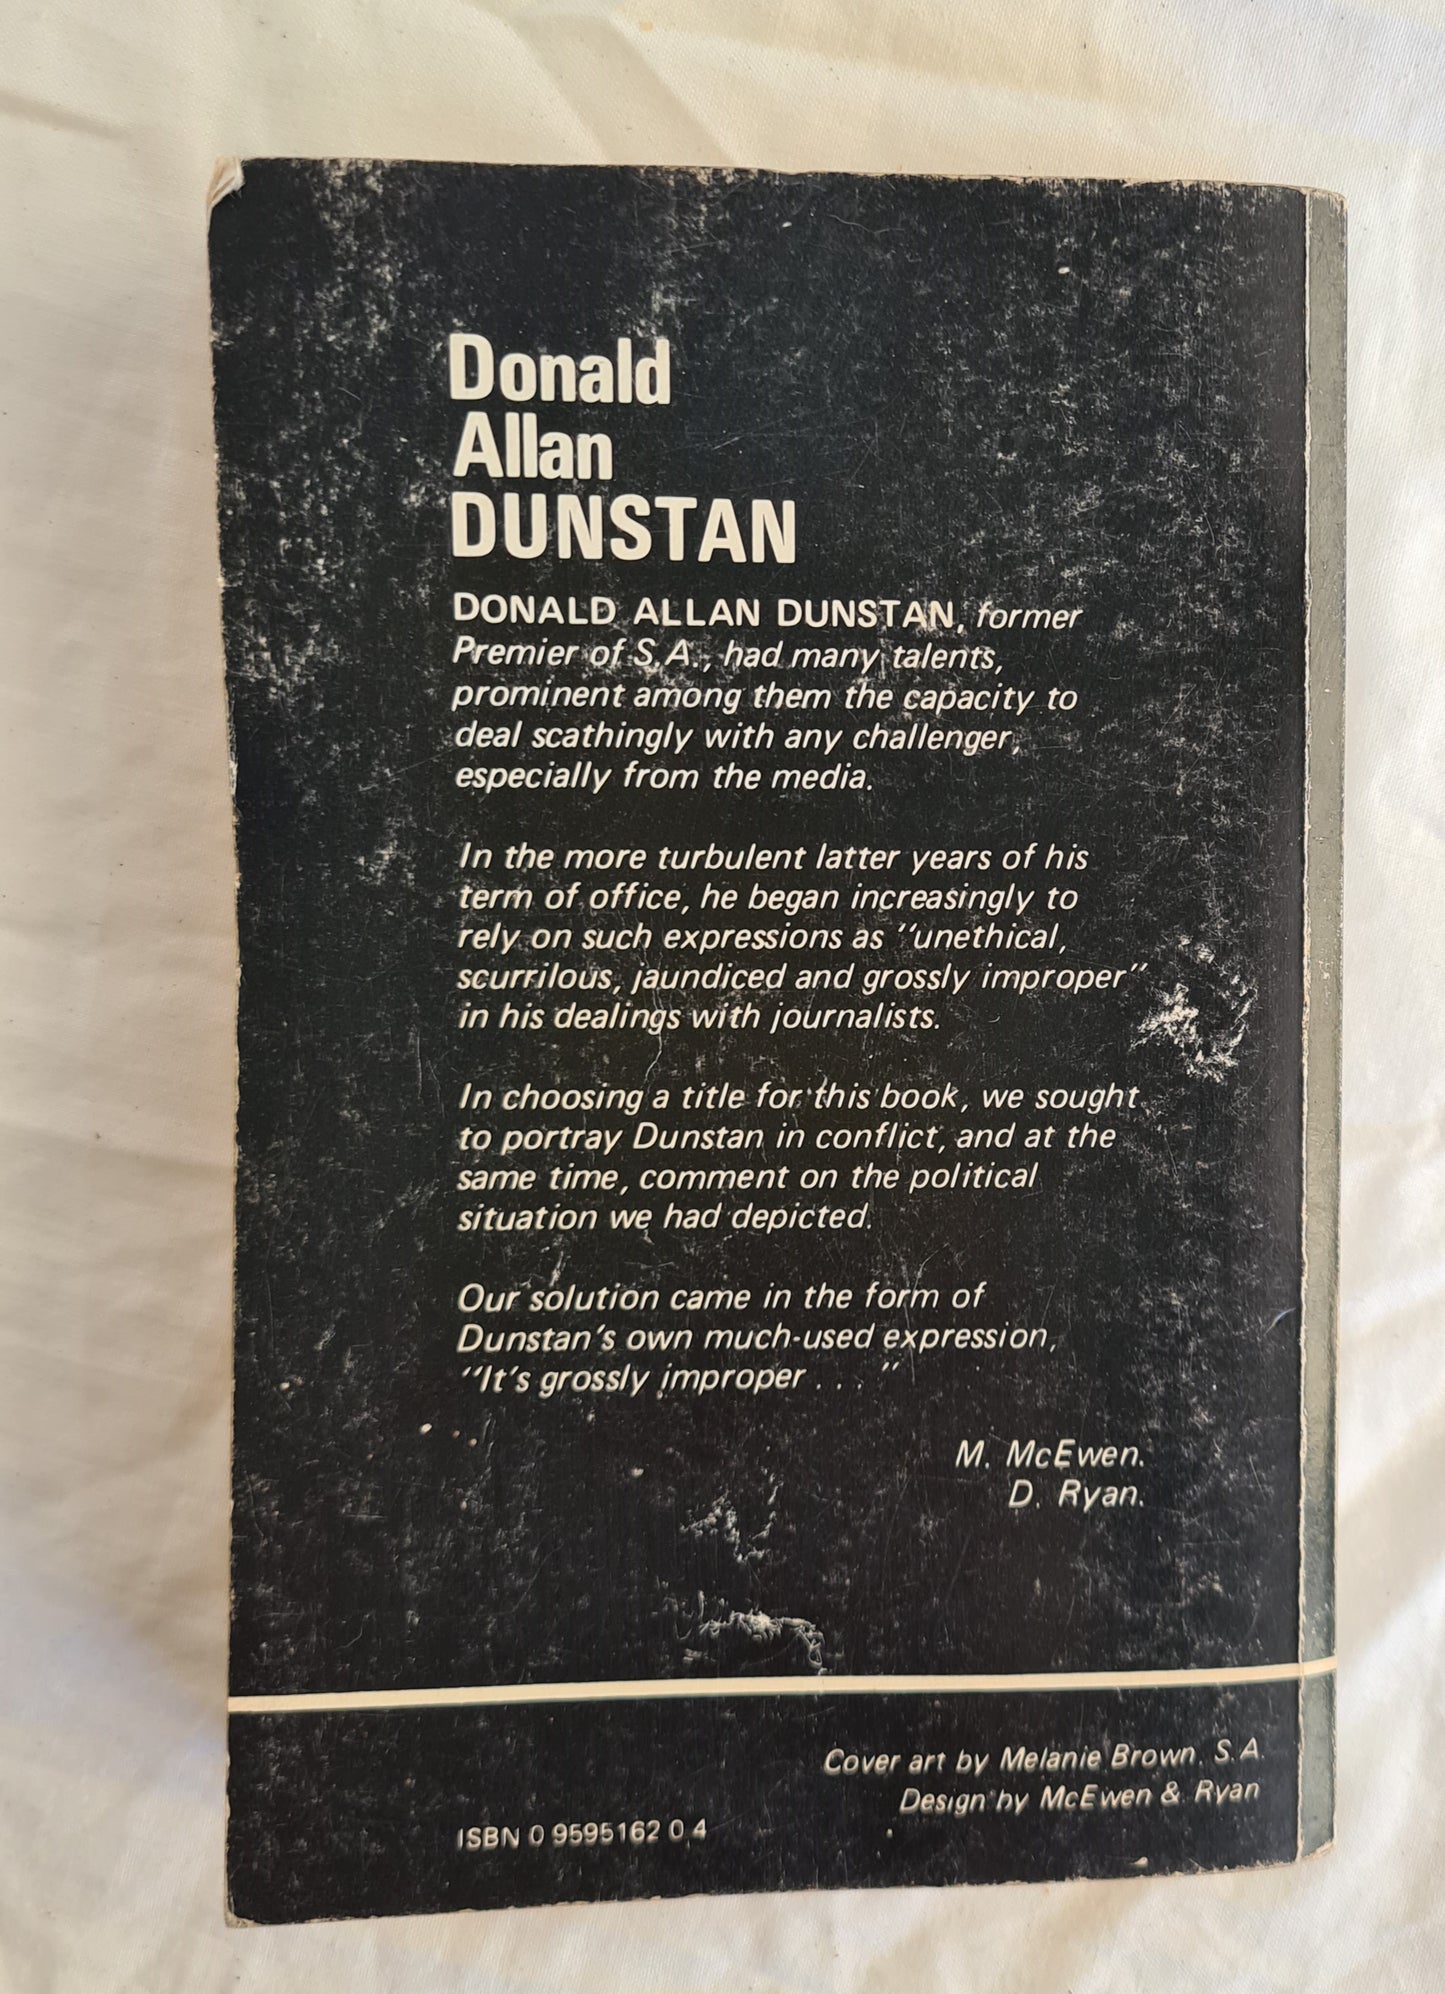 Donald
Allan
DUNSTAN
DONALD ALLAN DUNSTAN, former
Premier of S.A., had many talents,
prominent among them the capacity to
deal scathingly with any challenger,
especially from the media.
In the more turbulent latter years of his
term of office, he began increasingly to
rely on such expressions as "unethical,
scurrilous, jaundiced and grossly improper"
in his dealings with journalists.
In choosing a title for this book, we sought
to portray Dunstan in conflict, and at the
same time, comment on the political
situation we had depicted.
Our solution came in the form of
Dunstan's own much-used expression,
"It's grossly improper . . . "
M. McEwen.
D. Ryan.
Cover art by Melanie Brown. S.A.
Design by McEwen & Ryan
ISBN 0 9595162 0 4